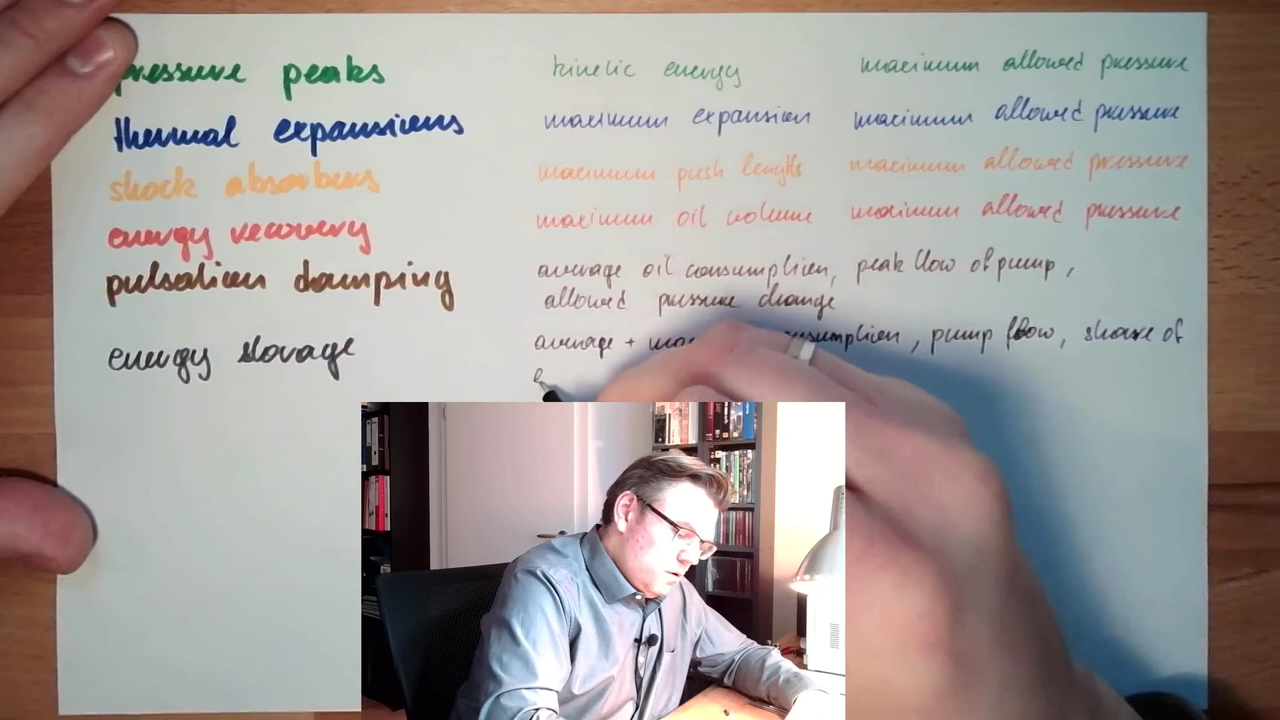 pressure peaks kinetic energy maximum allowed pressure
thermal expansions maximum expansion maximum allowed pressure
shock absorbers maximum push length maximum allowed pressure
energy recovery maximum oil volume maximum allowed pressure
pulsation damping average oil consumption, peak flow of pump,
allowed pressure change
energy storage average + consumption, pump flow, share of